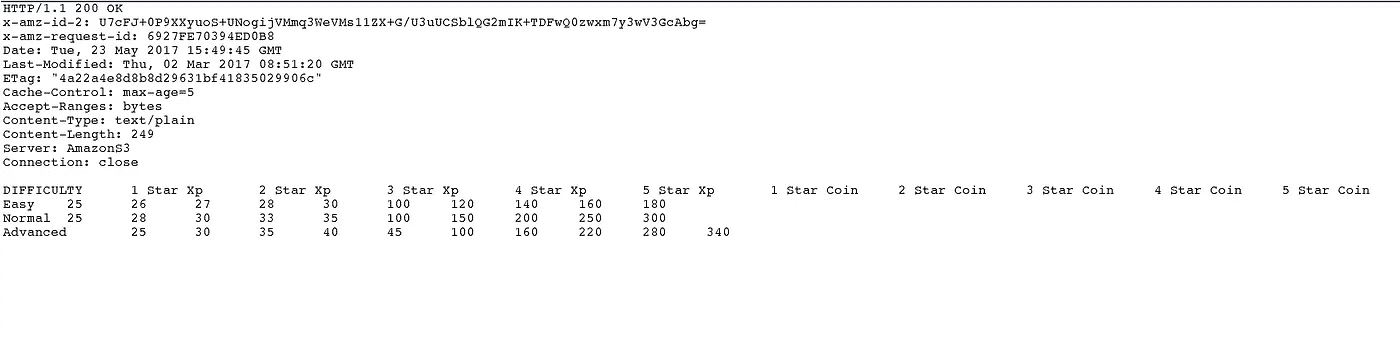 HTTP/1.1 200 OK
x-amz-id-2: U7cFJ+0P9XXyuoS+UNogijVMmq3WeVMs11ZX+G/U3uUCSblQG2mIK+TDFwQ0zwxm7y3wV3GcAbg=
x-amz-request-id: 6927FE70394ED0B8
Date: Tue, 23 May 2017 15:49:45 GMT
Last-Modified: Thu, 02 Mar 2017 08:51:20 GMT
ETag: "4a22a4e8d8b8d29631bf41835029906c"
Cache-Control: max-age=5
Accept-Ranges: bytes
Content-Type: text/plain
Content-Length: 249
Server: AmazonS3
Connection: close
DIFFICULTY 1 Star Xp 2 Star Xp 3 Star Xp 4 Star Xp 5 Star Xp 1 Star Coin 2 Star Coin 3 Star Coin 4 Star Coin 5 Star Coin
Easy 25 26 27 28 30 100 120 140 160 180
Normal 25 28 30 33 35 100 150 200 250 300
Advanced 25 30 35 40 45 100 160 220 280 340